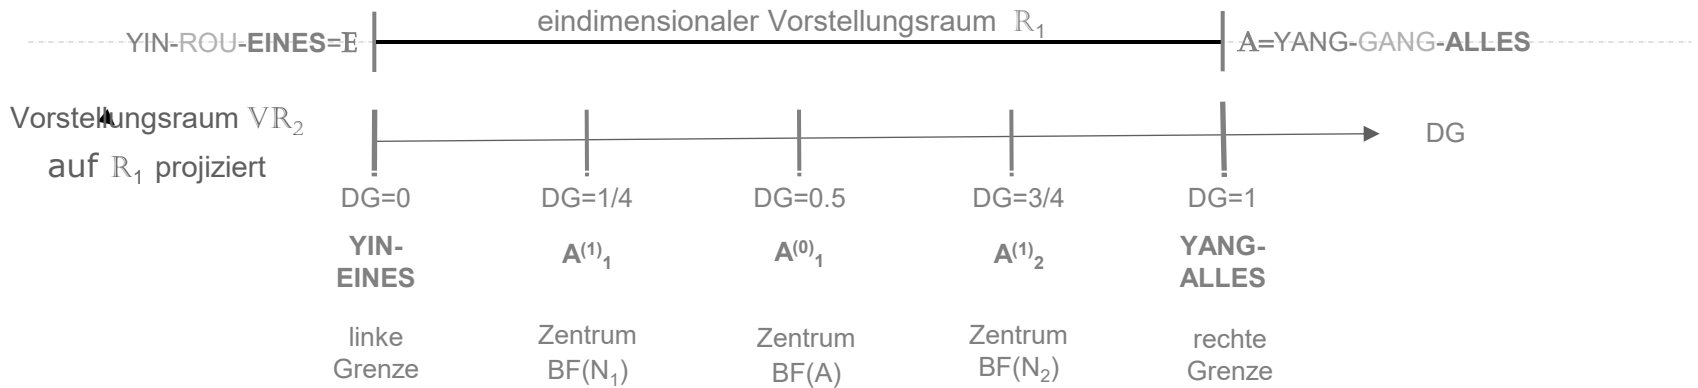 eindimensionaler Vorstellungsraum ℝ₁
YIN-ROU-EINES=E
A=YANG-GANG-ALLES
Vorstellungsraum 𝕍ℝ₂
auf ℝ₁ projiziert
DG
DG=0 DG=1/4 DG=0.5 DG=3/4 DG=1
YIN-
EINES
A⁽¹⁾₁
A⁽⁰⁾₁
A⁽¹⁾₂
YANG-
ALLES
linke
Grenze
Zentrum
BF(N₁)
Zentrum
BF(A)
Zentrum
BF(N₂)
rechte
Grenze